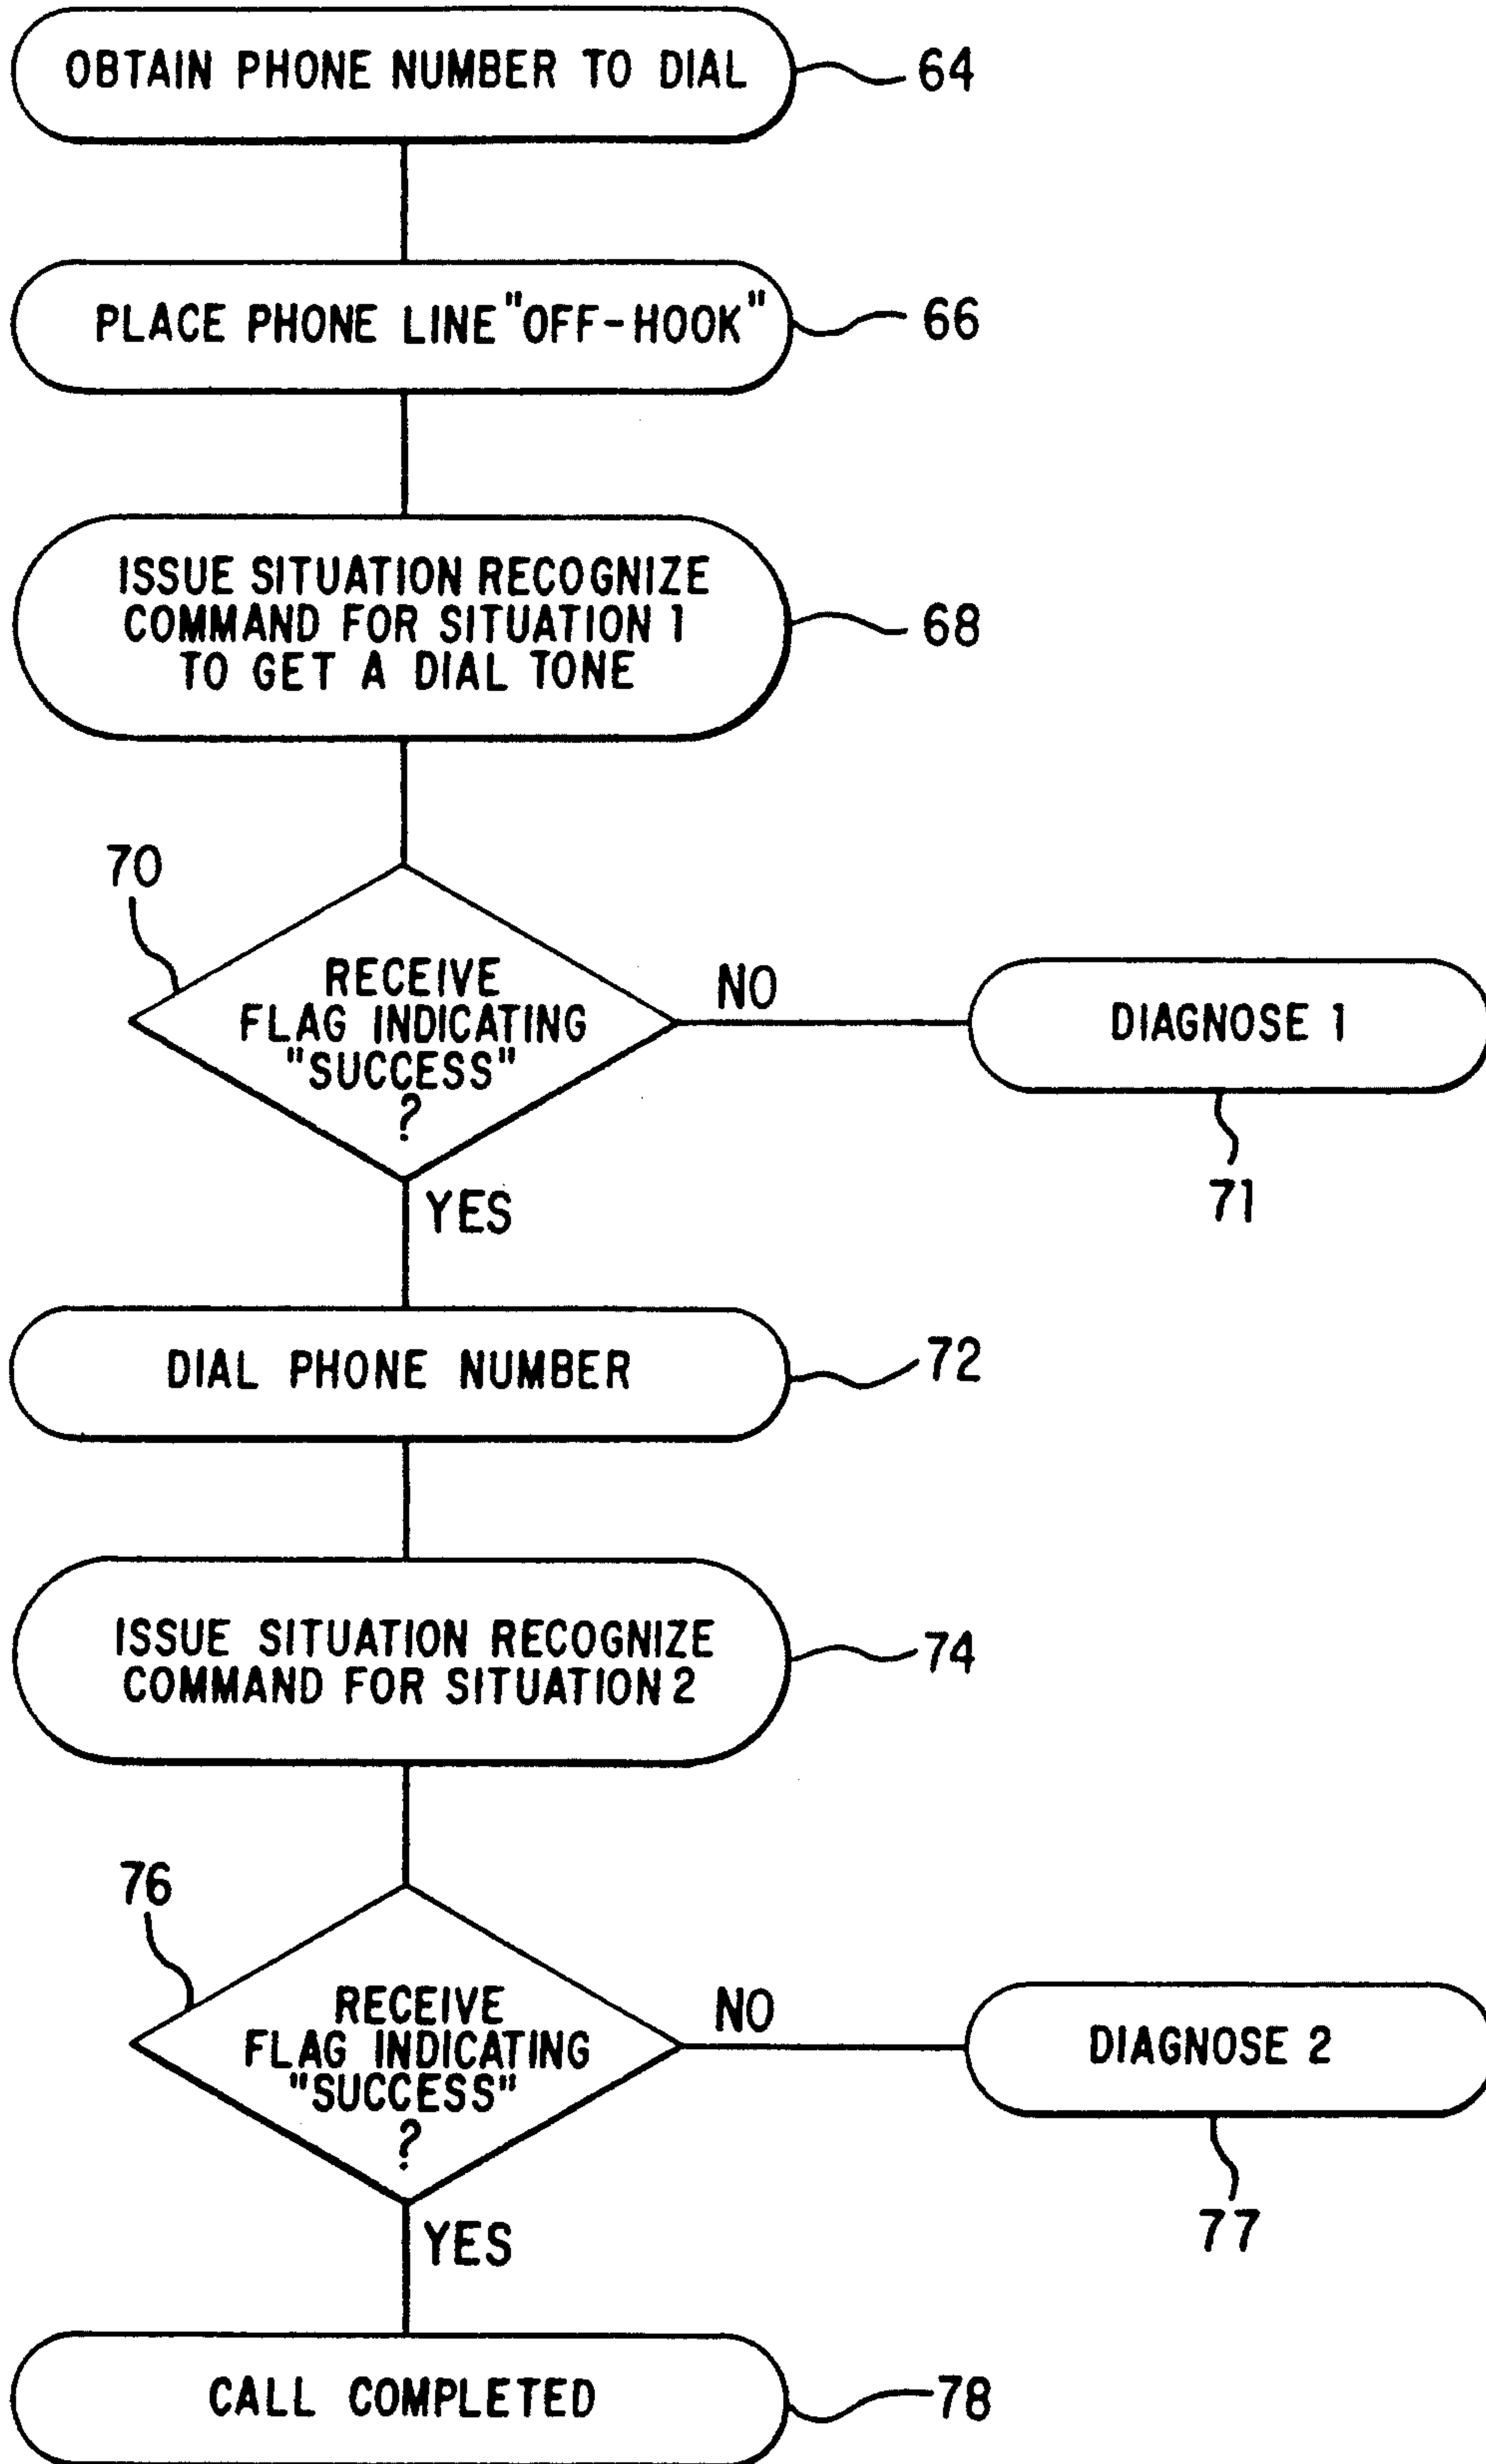 OBTAIN PHONE NUMBER TO DIAL
64
PLACE PHONE LINE "OFF-HOOK"
66
ISSUE SITUATION RECOGNIZE
COMMAND FOR SITUATION 1
TO GET A DIAL TONE
68
70
RECEIVE
FLAG INDICATING
"SUCCESS"
?
NO
DIAGNOSE 1
71
YES
DIAL PHONE NUMBER
72
ISSUE SITUATION RECOGNIZE
COMMAND FOR SITUATION 2
74
76
RECEIVE
FLAG INDICATING
"SUCCESS"
?
NO
DIAGNOSE 2
77
YES
CALL COMPLETED
78